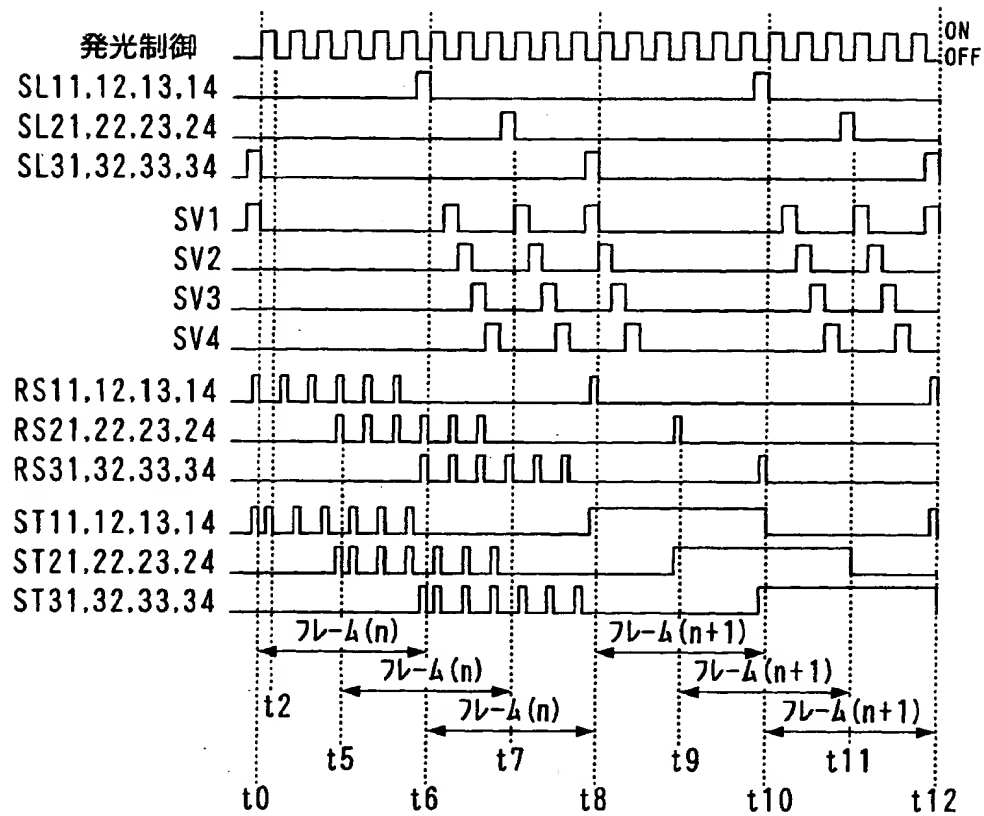 発光制御
ON
OFF
SL11,12,13,14
SL21,22,23,24
SL31,32,33,34
SV1
SV2
SV3
SV4
RS11,12,13,14
RS21,22,23,24
RS31,32,33,34
ST11,12,13,14
ST21,22,23,24
ST31,32,33,34
フレーム(n)
フレーム(n+1)
フレーム(n)
フレーム(n+1)
t2
フレーム(n)
フレーム(n+1)
t5
t7
t9
t11
t0
t6
t8
t10
t12